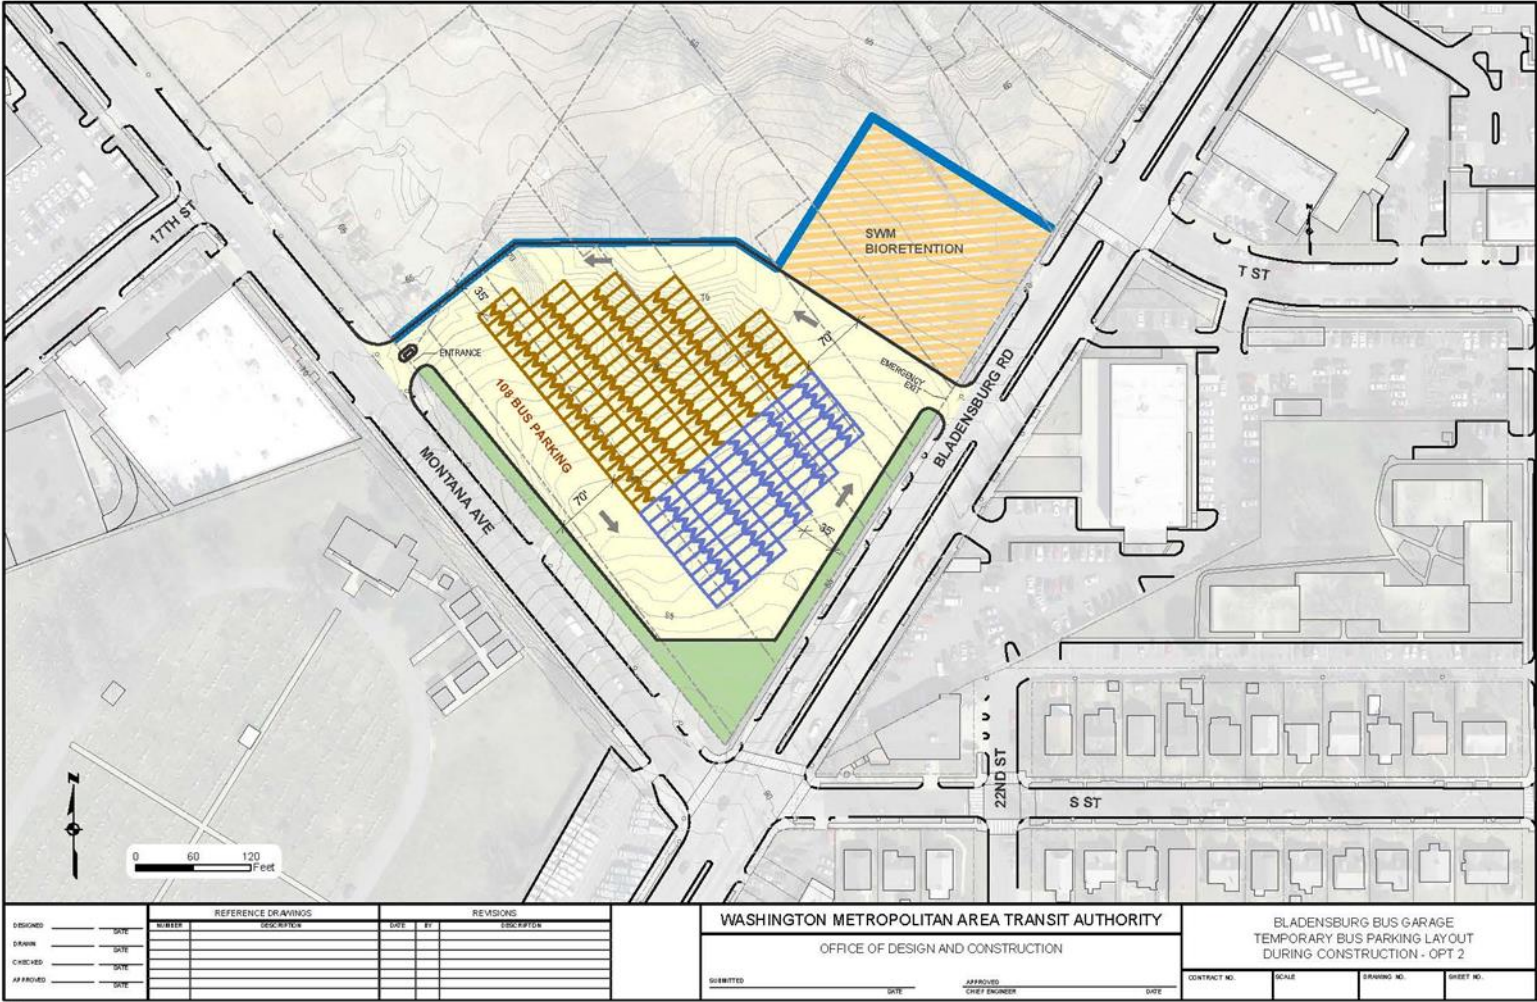 17TH ST
SWM
BIORETENTION
T ST
35'
70'
ENTRANCE
EMERGENCY
EXIT
108 BUS PARKING
BLADENSBURG RD
MONTANA AVE
70'
35'
22ND ST
S ST
N
N
0 60 120
Feet
DESIGNED
DATE
DRAWN
DATE
CHECKED
DATE
APPROVED
DATE
REFERENCE DRAWINGS
NUMBER DESCRIPTION
REVISIONS
DATE BY DESCRIPTION
WASHINGTON METROPOLITAN AREA TRANSIT AUTHORITY
OFFICE OF DESIGN AND CONSTRUCTION
SUBMITTED
DATE
APPROVED
CHIEF ENGINEER DATE
BLADENSBURG BUS GARAGE
TEMPORARY BUS PARKING LAYOUT
DURING CONSTRUCTION - OPT 2
CONTRACT NO. SCALE DRAWING NO. SHEET NO.